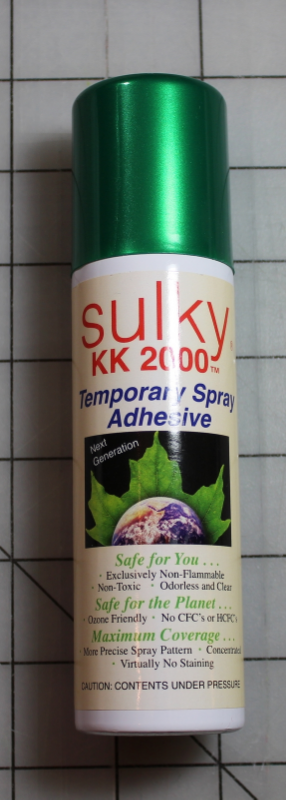 sulky®
KK 2000™
Temporary Spray
Adhesive
Next
Generation
Safe for You . . .
· Exclusively Non-Flammable
· Non-Toxic · Odorless and Clear
Safe for the Planet . . .
· Ozone Friendly · No CFC's or HCFC's
Maximum Coverage . . .
· More Precise Spray Pattern · Concentrated
· Virtually No Staining
CAUTION: CONTENTS UNDER PRESSURE